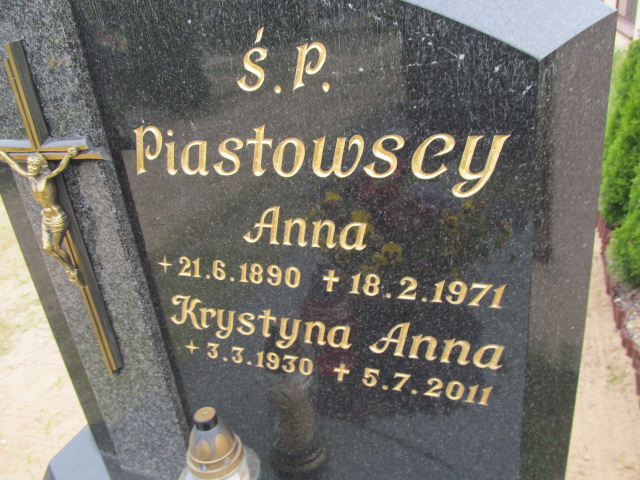 ś. p.
Piastowscy
Anna
+21.6.1890 ✝ 18.2.1971
Krystyna Anna
+3.3.1930 ✝ 5.7.2011